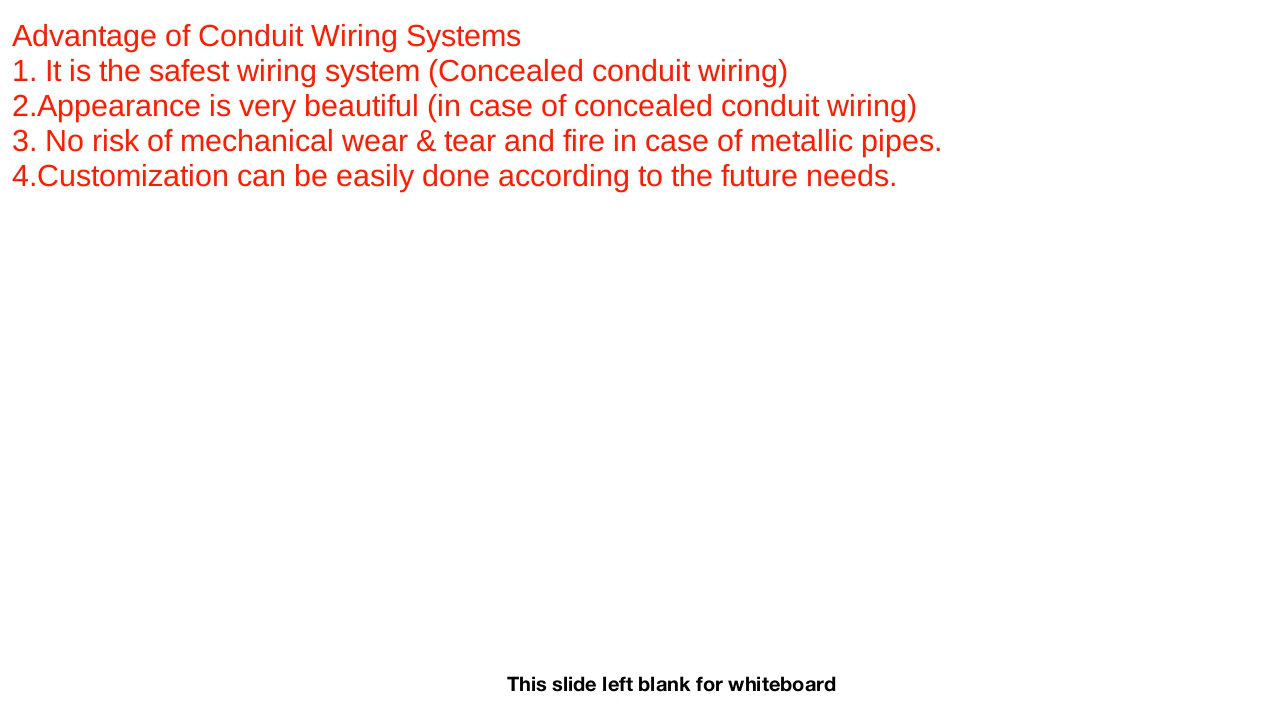 Advantage of Conduit Wiring Systems
1. It is the safest wiring system (Concealed conduit wiring)
2.Appearance is very beautiful (in case of concealed conduit wiring)
3. No risk of mechanical wear & tear and fire in case of metallic pipes.
4.Customization can be easily done according to the future needs.
This slide left blank for whiteboard